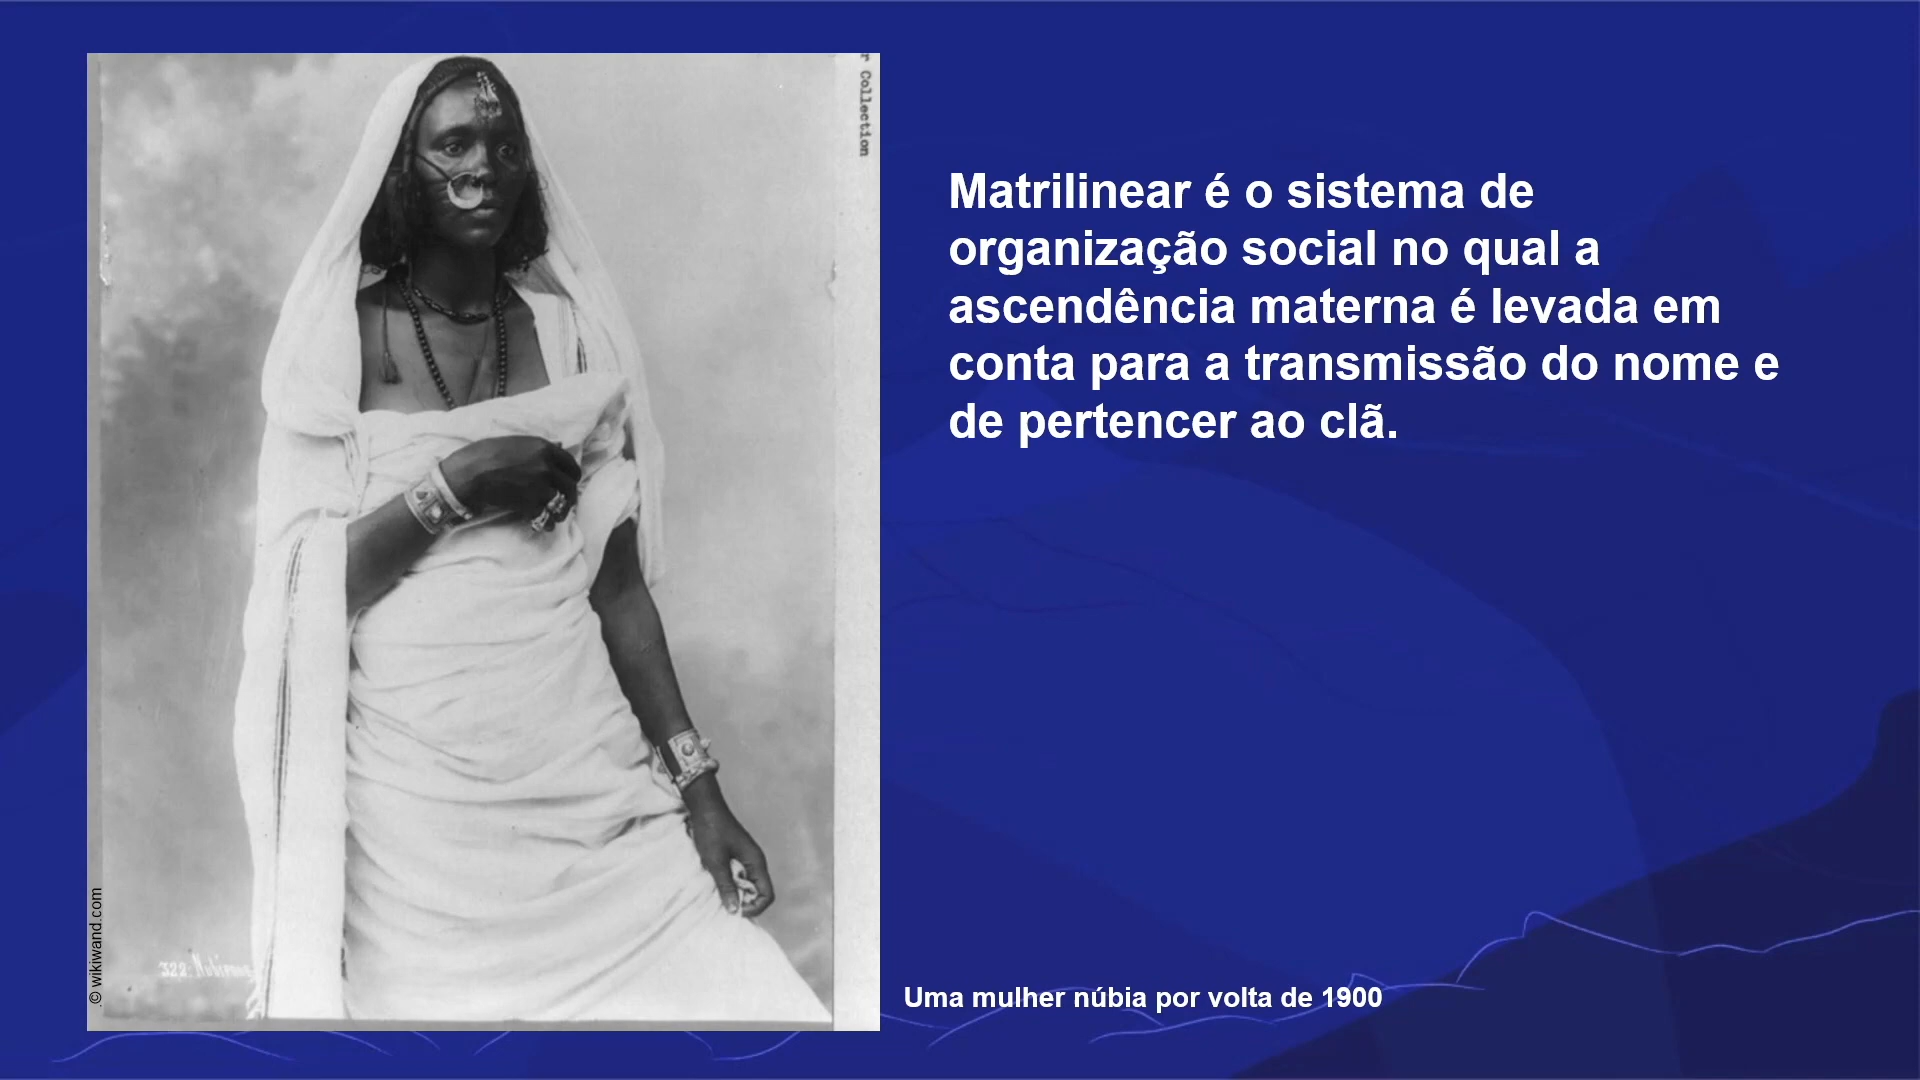 r Collection
Matrilinear é o sistema de
organização social no qual a
ascendência materna é levada em
conta para a transmissão do nome e
de pertencer ao clã.
© wikiwand.com
322.
Uma mulher núbia por volta de 1900